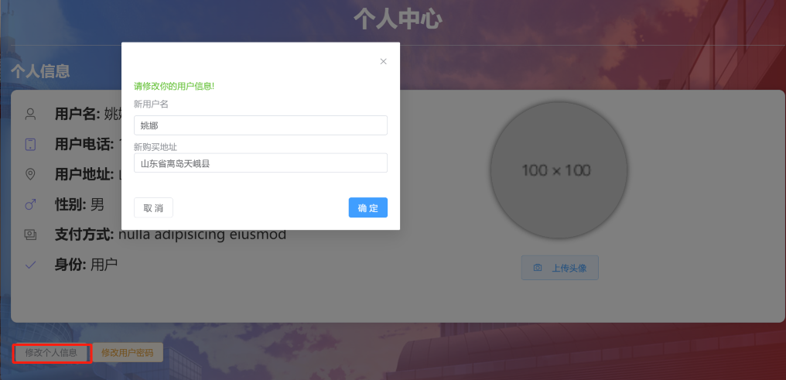 个人中心
个人信息
请修改你的用户信息!
新用户名
姚娜
新购买地址
山东省离岛天峨县
取 消
确 定
用户名: 姚
用户电话:
用户地址:
性别: 男
支付方式: nulla adipisicing eiusmod
身份: 用户
100 × 100
上传头像
修改个人信息
修改用户密码